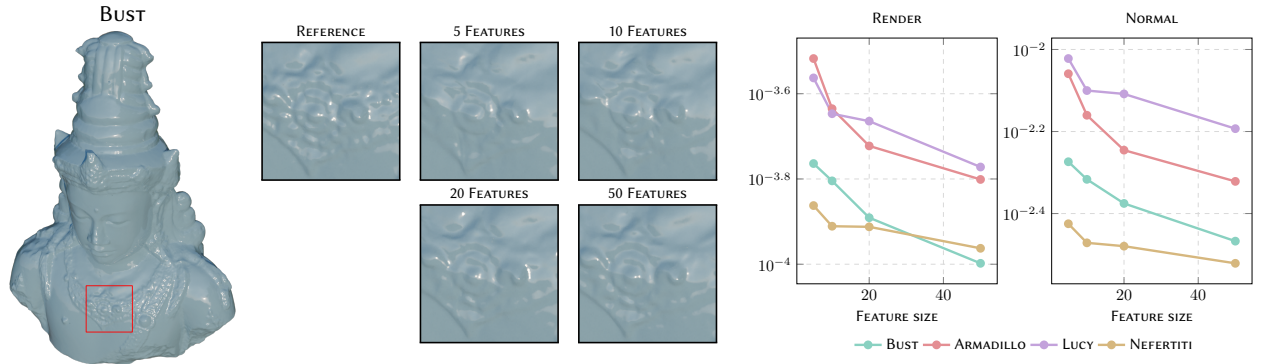 Bust
Reference
5 Features
10 Features
20 Features
50 Features
Render
10^−3.6
10^−3.8
10^−4
20 40
Feature size
Normal
10^−2
10^−2.2
10^−2.4
20 40
Feature size
Bust Armadillo Lucy Nefertiti